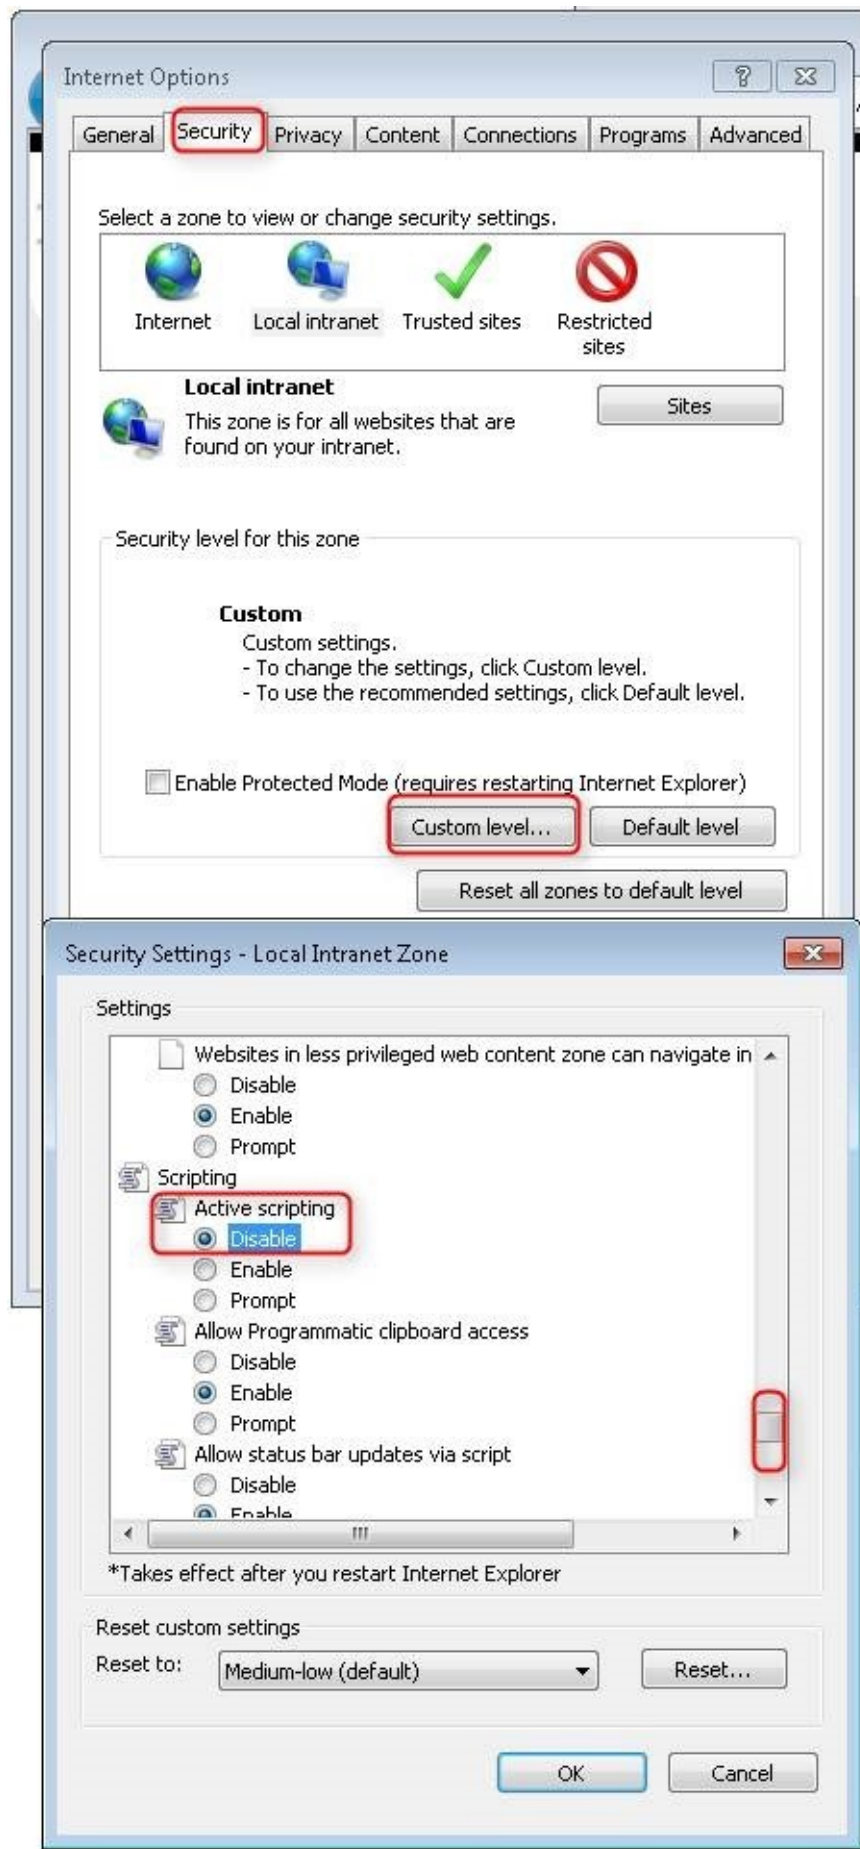 Internet Options
General Security Privacy Content Connections Programs Advanced
Select a zone to view or change security settings.
Internet Local intranet Trusted sites Restricted
sites
Local intranet
Sites
This zone is for all websites that are
found on your intranet.
Security level for this zone
Custom
Custom settings.
- To change the settings, click Custom level.
- To use the recommended settings, click Default level.
Enable Protected Mode (requires restarting Internet Explorer)
Custom level... Default level
Reset all zones to default level
Security Settings - Local Intranet Zone
Settings
Websites in less privileged web content zone can navigate in
Disable
Enable
Prompt
Scripting
Active scripting
Disable
Enable
Prompt
Allow Programmatic clipboard access
Disable
Enable
Prompt
Allow status bar updates via script
Disable
Enable
*Takes effect after you restart Internet Explorer
Reset custom settings
Reset to: Medium-low (default) Reset...
OK Cancel